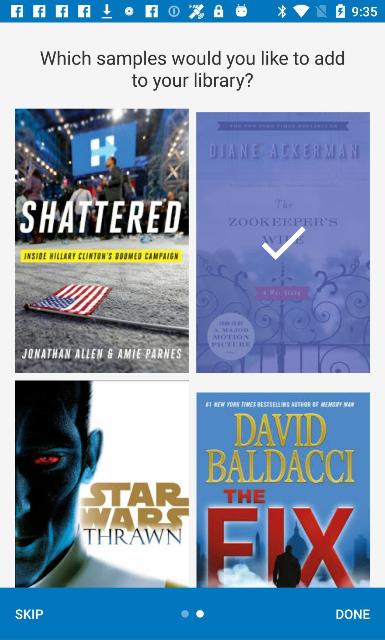 9:35
Which samples would you like to add
to your library?
H
SHATTERED
INSIDE HILLARY CLINTON'S DOOMED CAMPAIGN
JONATHAN ALLEN & AMIE PARNES
DIANE ACKERMAN
The
ZOOKEEPER'S
WIFE
A War Story
MAJOR
MOTION
PICTURE
STAR
WARS
THRAWN
#1 NEW YORK TIMES BESTSELLING AUTHOR OF MEMORY MAN
DAVID
BALDACCI
THE
FIX
SKIP
DONE